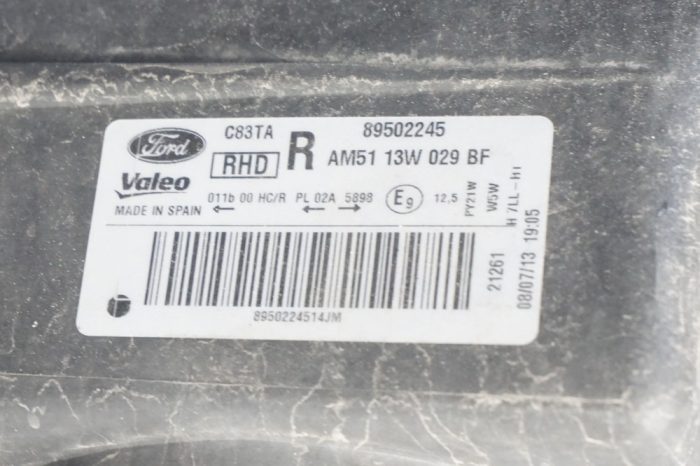 Ford C83TA 89502245
RHD R AM51 13W 029 BF
Valeo
MADE IN SPAIN 011b 00 HC/R PL 02A 5898 E9 12,5
PY21W
W5W
H7LL-HI
21261
08/07/13 19:05
8950224514JM